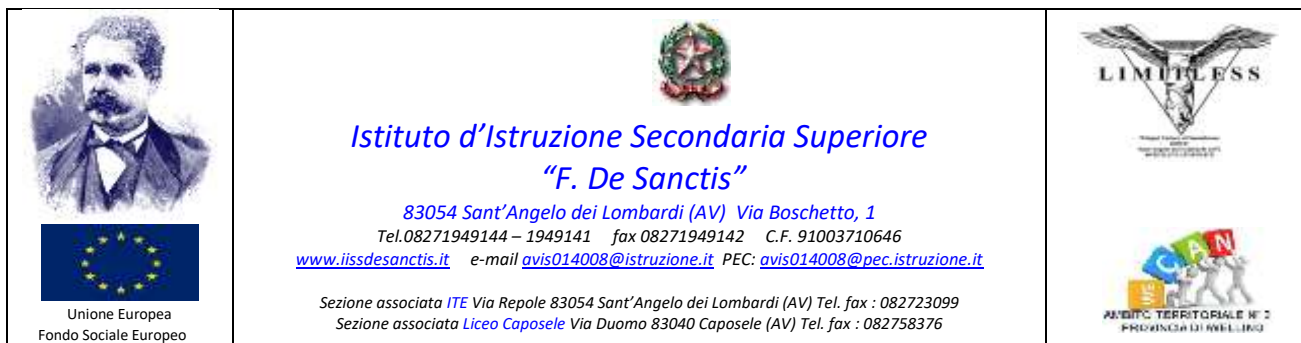 Unione Europea
Fondo Sociale Europeo
Istituto d’Istruzione Secondaria Superiore
“F. De Sanctis”
83054 Sant’Angelo dei Lombardi (AV) Via Boschetto, 1
Tel.08271949144 – 1949141 fax 08271949142 C.F. 91003710646
www.iissdesanctis.it e-mail avis014008@istruzione.it PEC: avis014008@pec.istruzione.it
Sezione associata ITE Via Repole 83054 Sant’Angelo dei Lombardi (AV) Tel. fax : 082723099
Sezione associata Liceo Caposele Via Duomo 83040 Caposele (AV) Tel. fax : 082758376
LIMITLESS
CAN
AMBITO TERRITORIALE N° 3
PROVINCIA DI AVELLINO